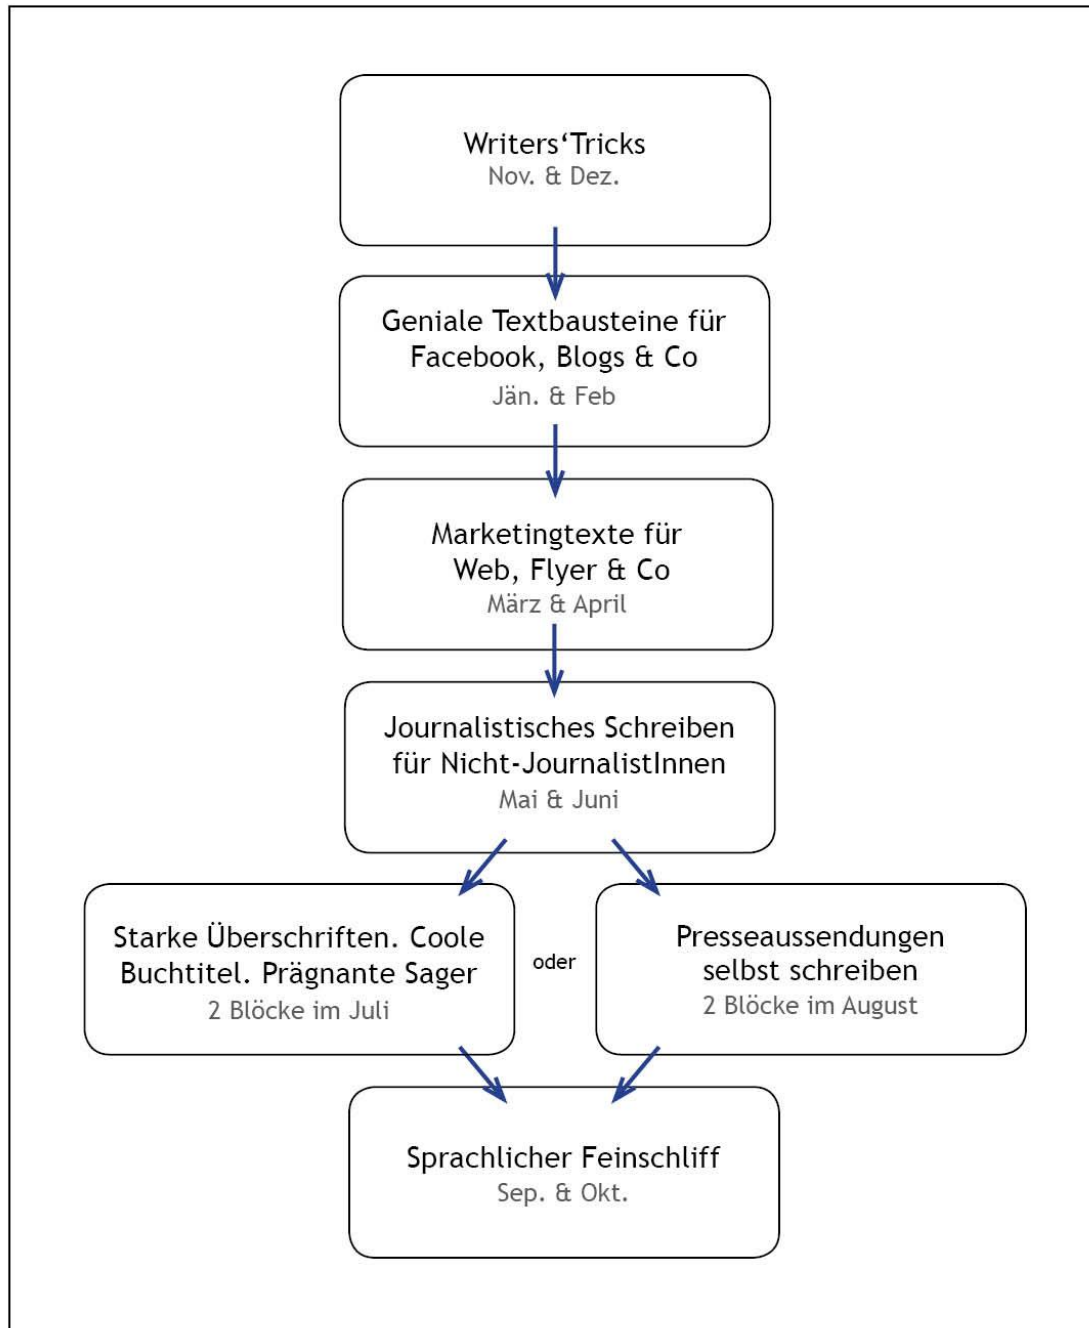 Writers‘Tricks
Nov. & Dez.
Geniale Textbausteine für
Facebook, Blogs & Co
Jän. & Feb
Marketingtexte für
Web, Flyer & Co
März & April
Journalistisches Schreiben
für Nicht-JournalistInnen
Mai & Juni
Starke Überschriften. Coole
Buchtitel. Prägnante Sager
2 Blöcke im Juli
oder
Presseaussendungen
selbst schreiben
2 Blöcke im August
Sprachlicher Feinschliff
Sep. & Okt.